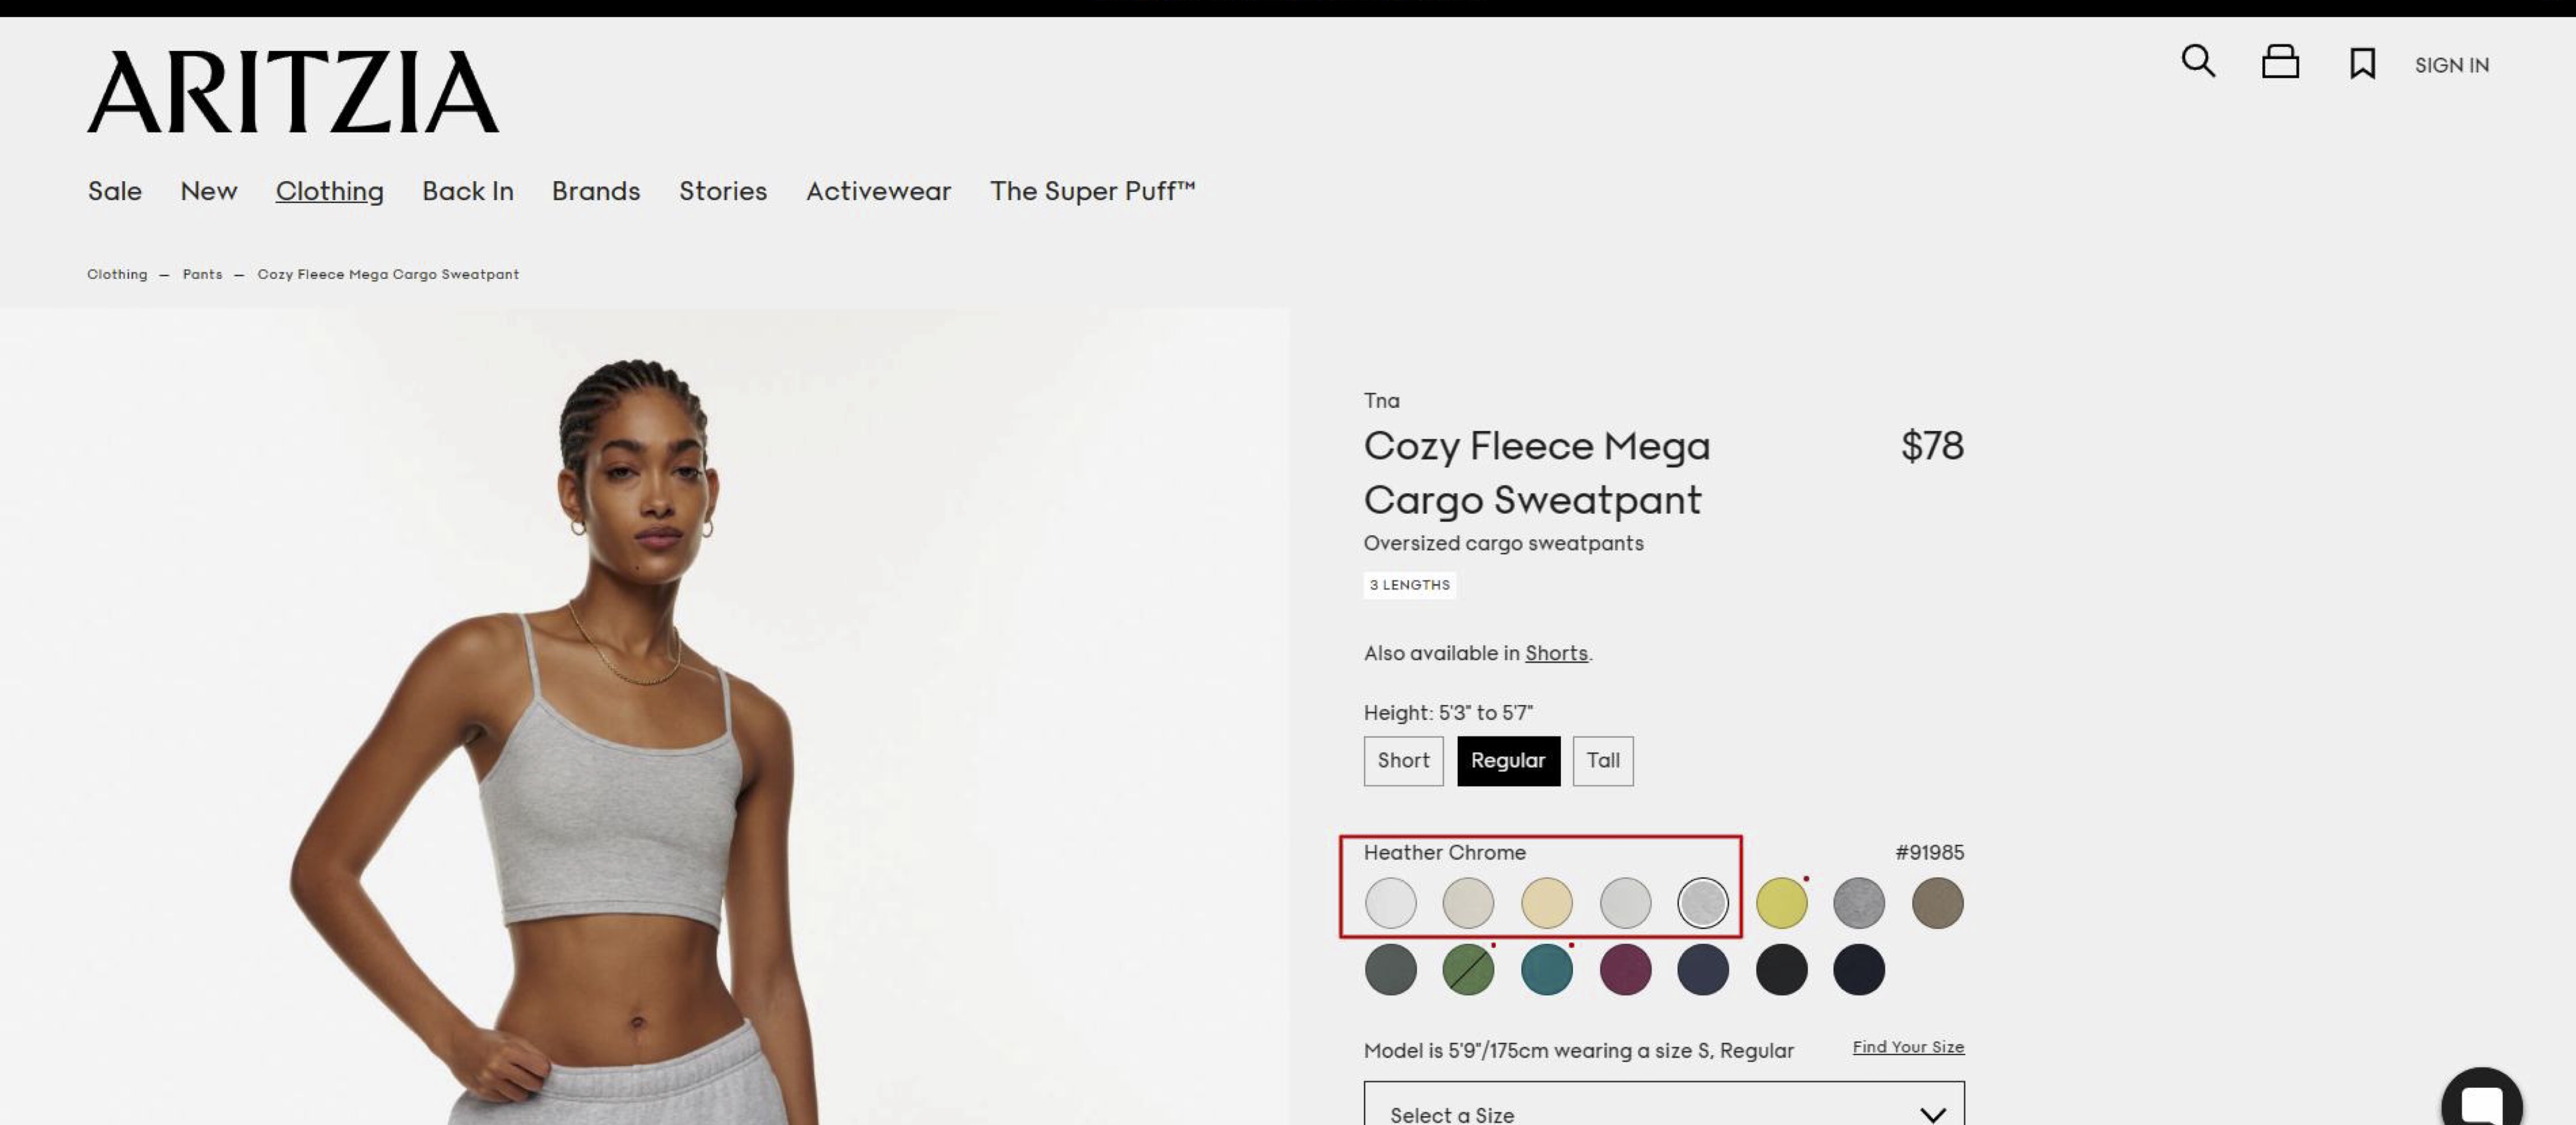 ARITZIA
SIGN IN
Sale New Clothing Back In Brands Stories Activewear The Super Puff™
Clothing — Pants — Cozy Fleece Mega Cargo Sweatpant
Tna
Cozy Fleece Mega $78
Cargo Sweatpant
Oversized cargo sweatpants
3 LENGTHS
Also available in Shorts.
Height: 5'3" to 5'7"
Short Regular Tall
Heather Chrome #91985
Model is 5'9"/175cm wearing a size S, Regular Find Your Size
Select a Size